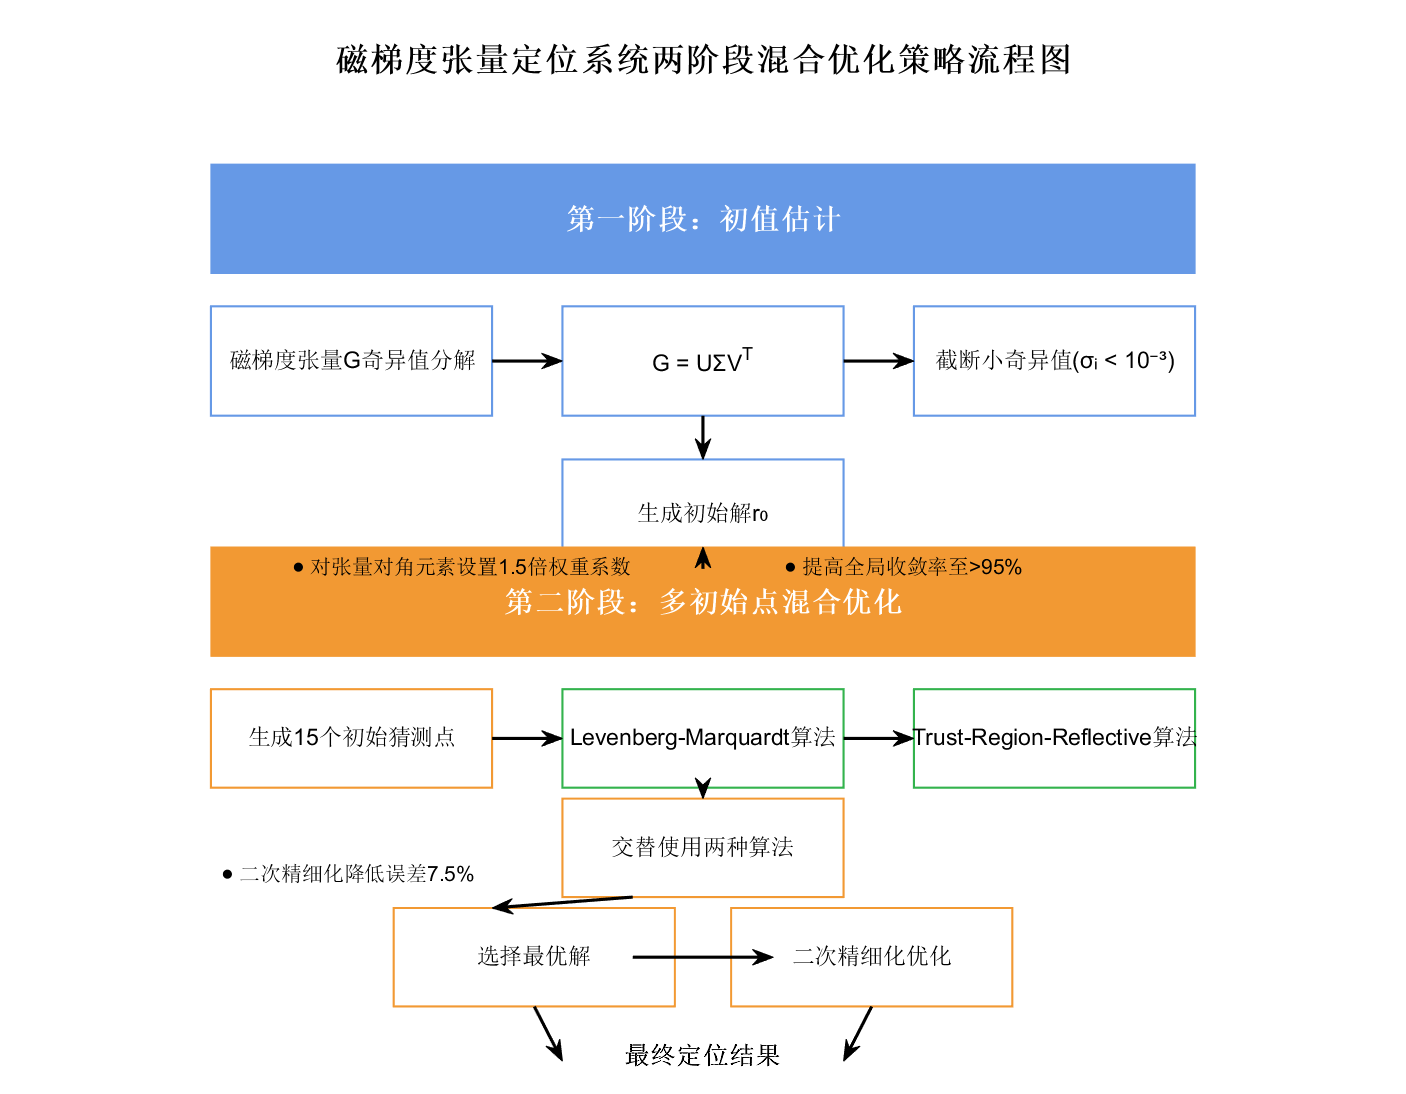 磁梯度张量定位系统两阶段混合优化策略流程图
第一阶段：初值估计
磁梯度张量G奇异值分解
G = UΣVᵀ
截断小奇异值(σᵢ < 10⁻³)
生成初始解r₀
● 对张量对角元素设置1.5倍权重系数
● 提高全局收敛率至>95%
第二阶段：多初始点混合优化
生成15个初始猜测点
Levenberg-Marquardt算法
Trust-Region-Reflective算法
交替使用两种算法
● 二次精细化降低误差7.5%
选择最优解
二次精细化优化
最终定位结果